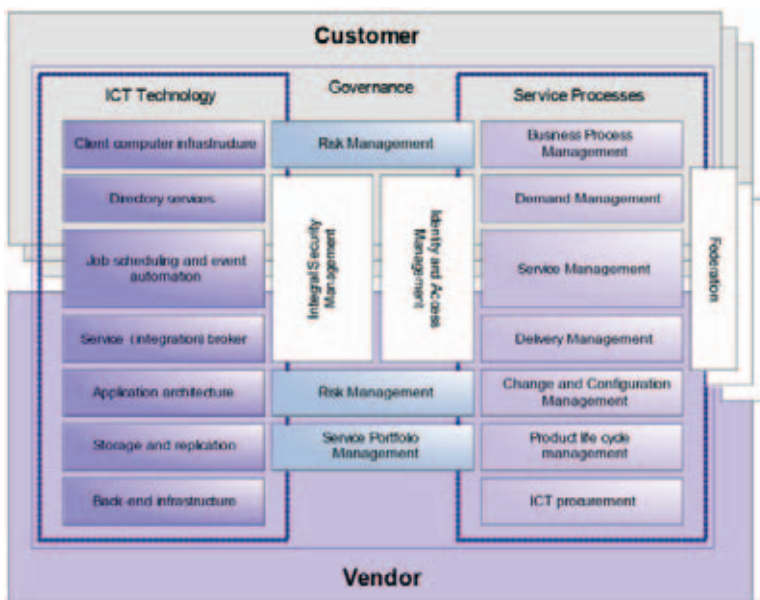 Customer
ICT Technology
Governance
Service Processes
Client computer infrastructure
Risk Management
Business Process
Management
Directory services
Demand Management
Job scheduling and event
automation
Integral Security
Management
Identity and Access
Management
Service Management
Federation
Service (integration) broker
Delivery Management
Application architecture
Risk Management
Change and Configuration
Management
Storage and replication
Service Portfolio
Management
Product life cycle
management
Back-end infrastructure
ICT procurement
Vendor